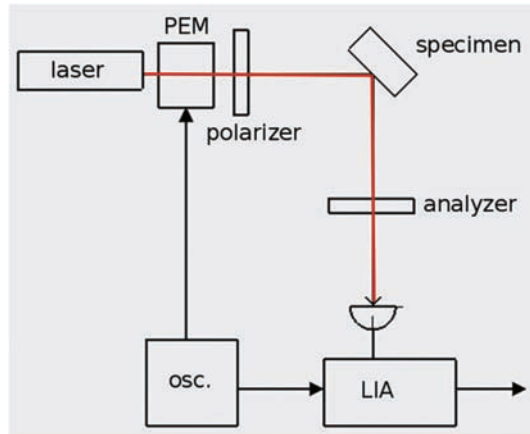 PEM
specimen
laser
polarizer
analyzer
osc.
LIA